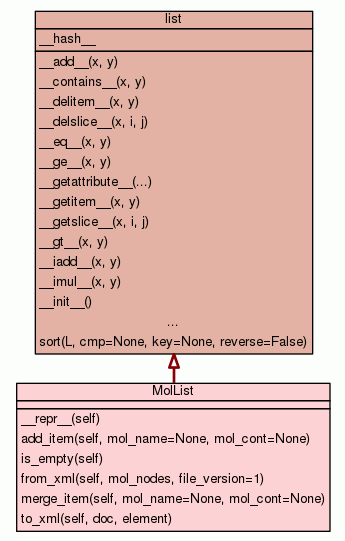 list
__hash__
__add__(x, y)
__contains__(x, y)
__delitem__(x, y)
__delslice__(x, i, j)
__eq__(x, y)
__ge__(x, y)
__getattribute__(...)
__getitem__(x, y)
__getslice__(x, i, j)
__gt__(x, y)
__iadd__(x, y)
__imul__(x, y)
__init__()
...
sort(L, cmp=None, key=None, reverse=False)
MolList
__repr__(self)
add_item(self, mol_name=None, mol_cont=None)
is_empty(self)
from_xml(self, mol_nodes, file_version=1)
merge_item(self, mol_name=None, mol_cont=None)
to_xml(self, doc, element)